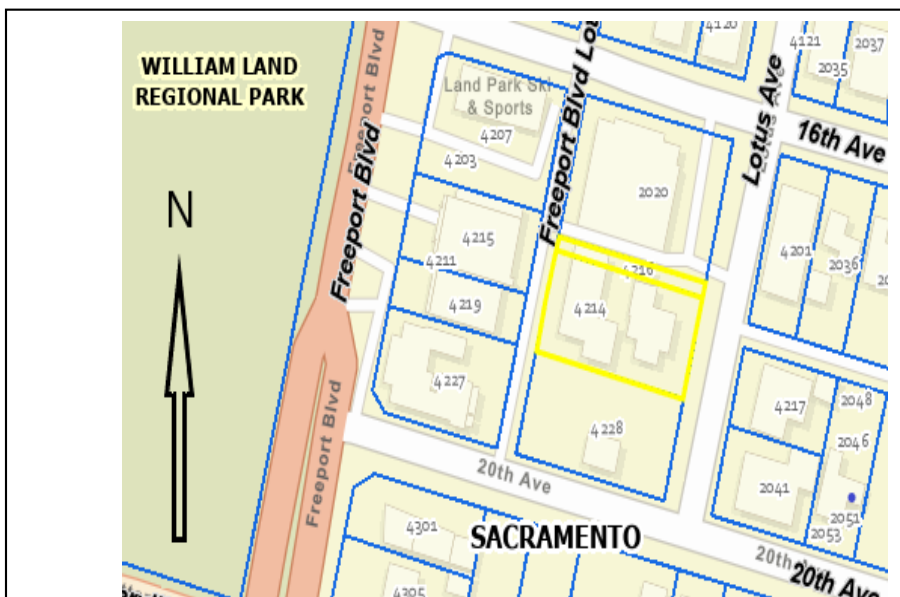 WILLIAM LAND
REGIONAL PARK
Freeport Blvd
Freeport Blvd
Freeport Blvd
N
Land Park Ski
& Sports
4207
4203
4215
4211
4219
4227
Freeport Blvd Lot
4120
4121
2035
2037
Lotus Ave
16th Ave
2020
4216
4214
4228
4201
2036
4217
2048
2046
2041
2051
2053
20th Ave
SACRAMENTO
20th
20th Ave
4301
4305